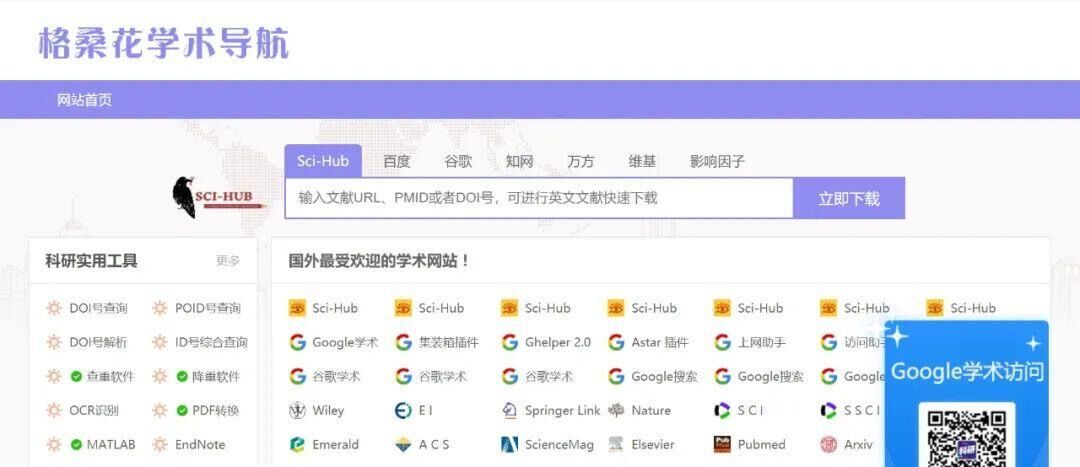 格桑花学术导航
网站首页
Sci-Hub 百度 谷歌 知网 万方 维基 影响因子
SCI-HUB 输入文献URL、PMID或者DOI号，可进行英文文献快速下载 立即下载
科研实用工具 更多 国外最受欢迎的学术网站！
DOI号查询 POID号查询 Sci-Hub Sci-Hub Sci-Hub Sci-Hub Sci-Hub Sci-Hub Sci-Hub
DOI号解析 ID号综合查询 Google学术 集装箱插件 Ghelper 2.0 Astar 插件 上网助手 访问助
查重软件 降重软件 谷歌学术 谷歌学术 谷歌学术 Google搜索 Google搜索 Google
OCR识别 PDF转换 Wiley E I Springer Link Nature S C I S S C I
MATLAB EndNote Emerald A C S ScienceMag Elsevier Pubmed Arxiv
Google学术访问
科研